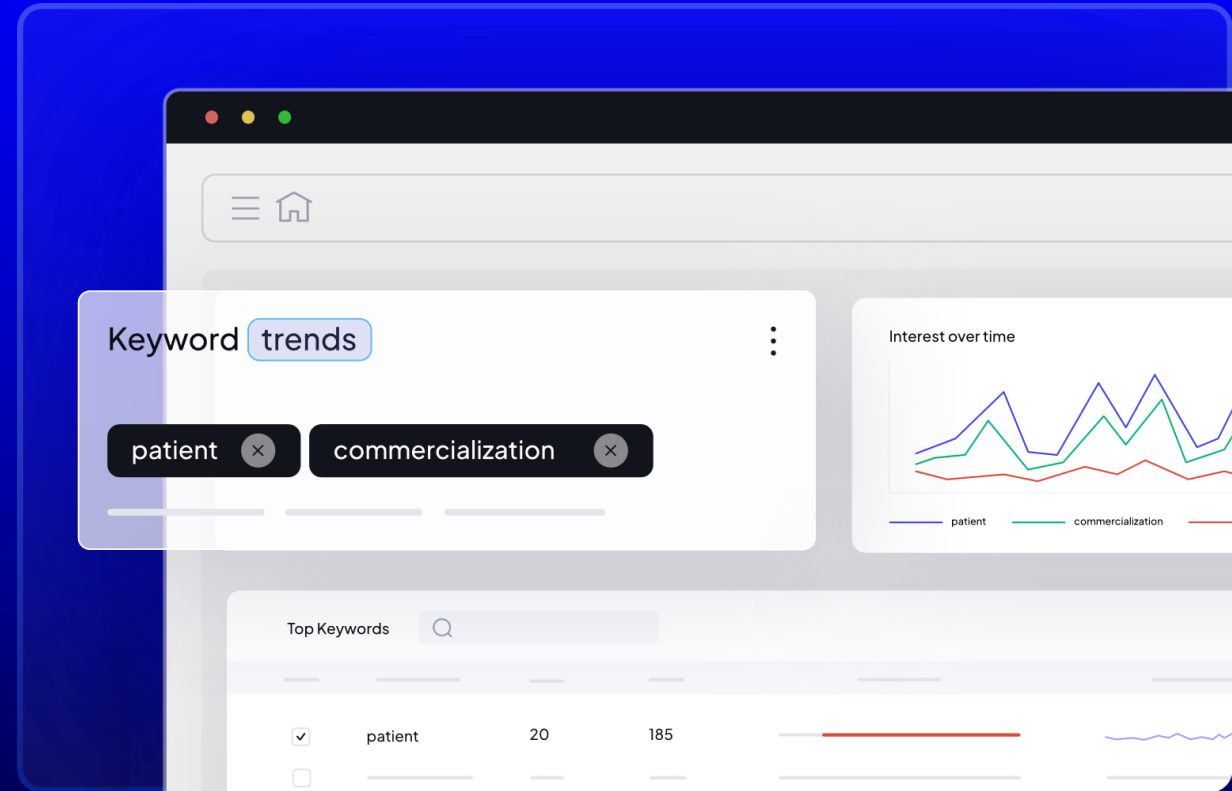 Keyword trends
patient
commercialization
Interest over time
patient
commercialization
Top Keywords
patient 20 185